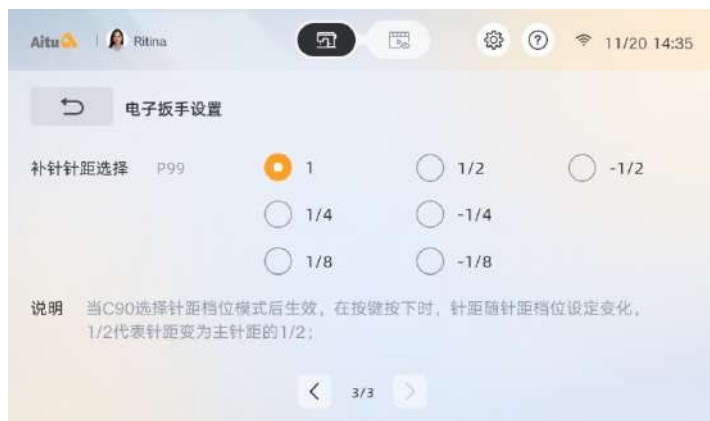 Aitu Ritina 11/20 14:35
电子扳手设置
补针针距选择 P99 1 1/2 -1/2
1/4 -1/4
1/8 -1/8
说明 当C90选择针距档位模式后生效，在按键按下时，针距随针距档位设定变化，
1/2代表针距变为主针距的1/2；
3/3